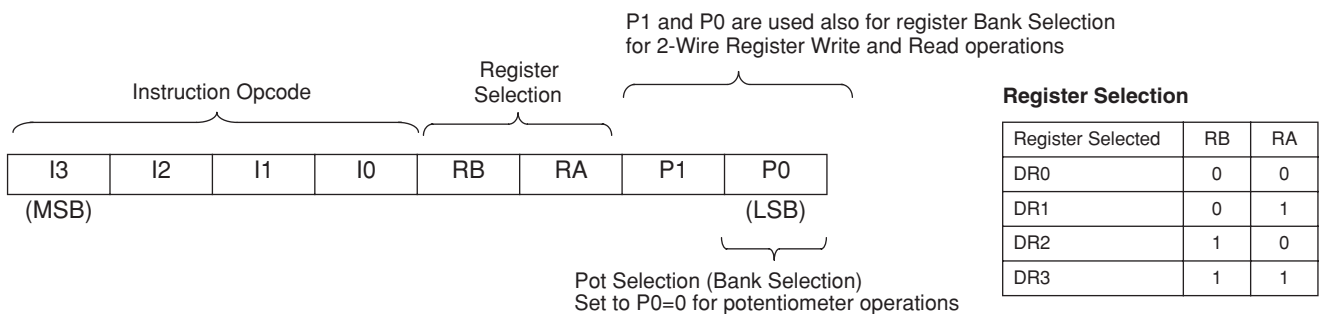 P1 and P0 are used also for register Bank Selection
for 2-Wire Register Write and Read operations
Instruction Opcode
Register
Selection
I3 I2 I1 I0 RB RA P1 P0
(MSB) (LSB)
Pot Selection (Bank Selection)
Set to P0=0 for potentiometer operations
Register Selection
Register Selected RB RA
DR0 0 0
DR1 0 1
DR2 1 0
DR3 1 1